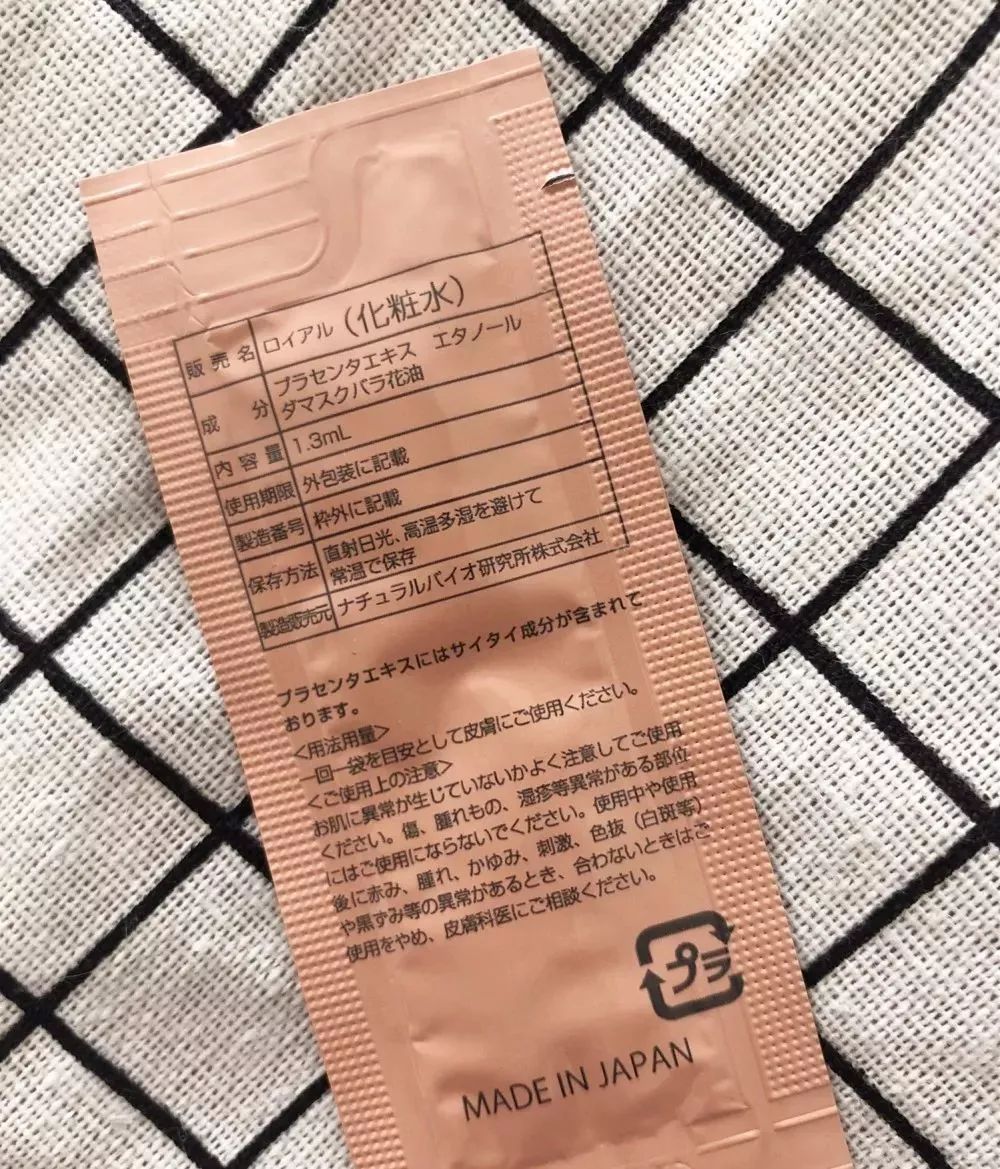 販売名 ロイアル（化粧水）
成分 プラセンタエキス エタノール
ダマスクバラ花油
内容量 1.3mL
使用期限 外包装に記載
製造番号 枠外に記載
保存方法 直射日光、高温多湿を避けて
常温で保存
製造販売元 ナチュラルバイオ研究所株式会社
プラセンタエキスにはサイタイ成分が含まれて
おります。
＜用法用量＞
一回一袋を目安として皮膚にご使用ください。
＜ご使用上の注意＞
お肌に異常が生じていないかよく注意してご使用
ください。傷、腫れもの、湿疹等異常がある部位
にはご使用にならないでください。使用中や使用
後に赤み、腫れ、かゆみ、刺激、色抜（白斑等）
や黒ずみ等の異常があるとき、合わないときはご
使用をやめ、皮膚科医にご相談ください。
プラ
MADE IN JAPAN